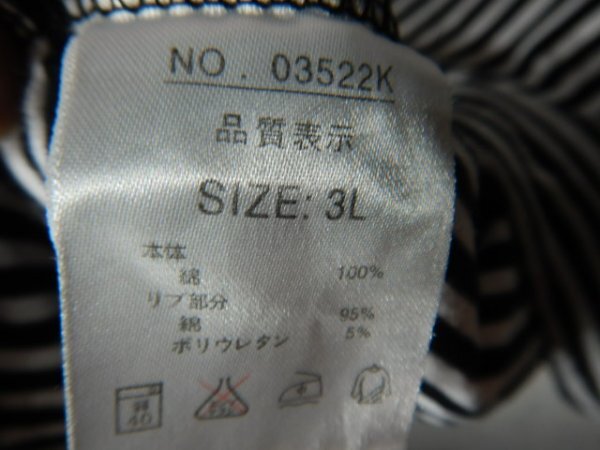 NO. 03522K
品質表示
SIZE: 3L
本体
綿 100%
リブ部分
綿 95%
ポリウレタン 5%
40